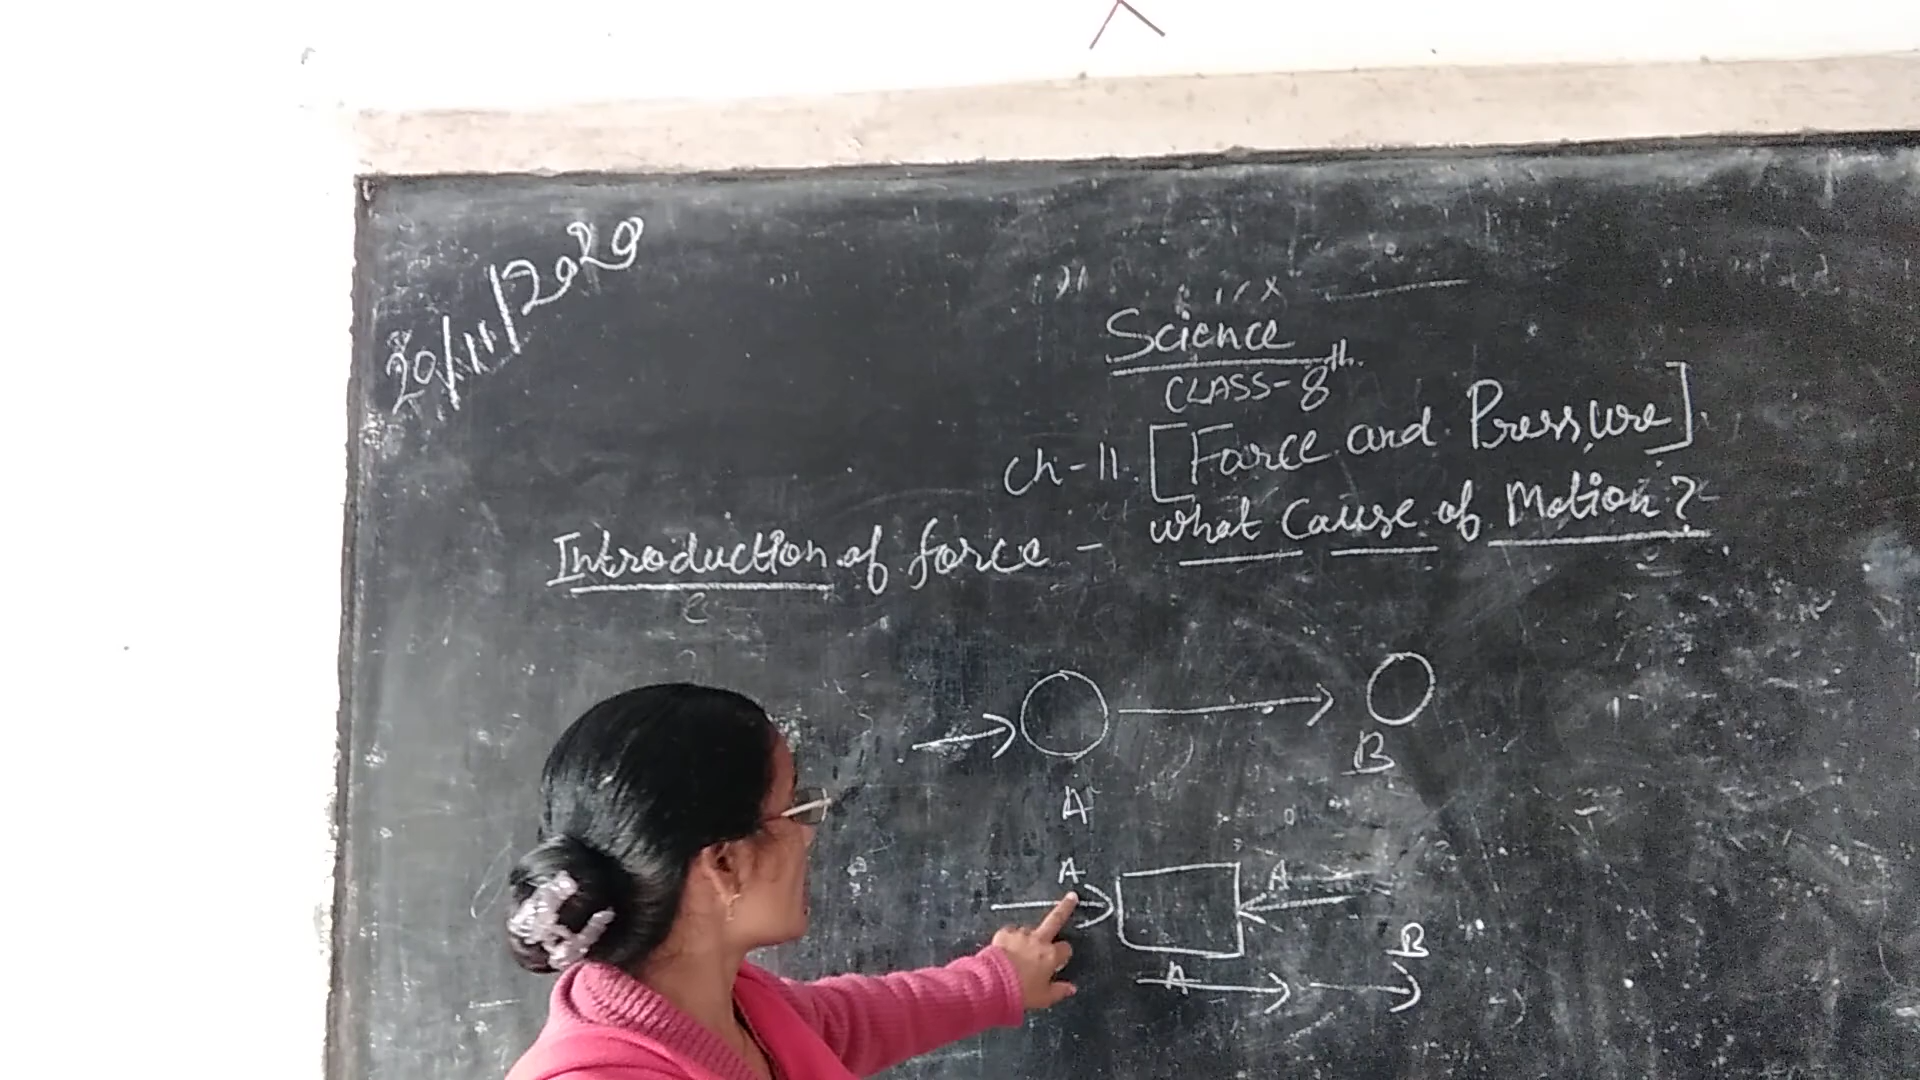 20/11/2020
Science
CLASS-8th.
Ch-11. [Force and Pressure].
Introduction of force - what Cause of Motion?
B
A
A
A
B
A